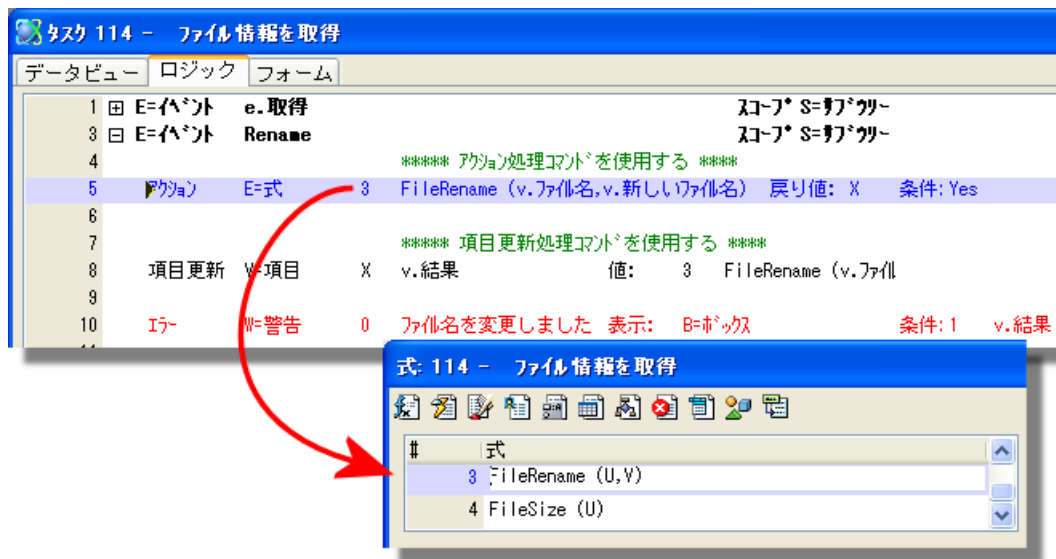 タスク 114 - ファイル情報を取得
データビュー ロジック フォーム
1 E=イベント e.取得 スコープ S=サブツリー
3 E=イベント Rename スコープ S=サブツリー
4 ***** アクション処理コマンドを使用する ****
5 アクション E=式 3 FileRename (v.ファイル名,v.新しいファイル名) 戻り値: X 条件: Yes
6
7 ***** 項目更新処理コマンドを使用する ****
8 項目更新 V=項目 X v.結果 値: 3 FileRename (v.ファイル
9
10 エラー W=警告 0 ファイル名を変更しました 表示: B=ボックス 条件: 1 v.結果
式: 114 - ファイル情報を取得
# 式
3 FileRename (U,V)
4 FileSize (U)